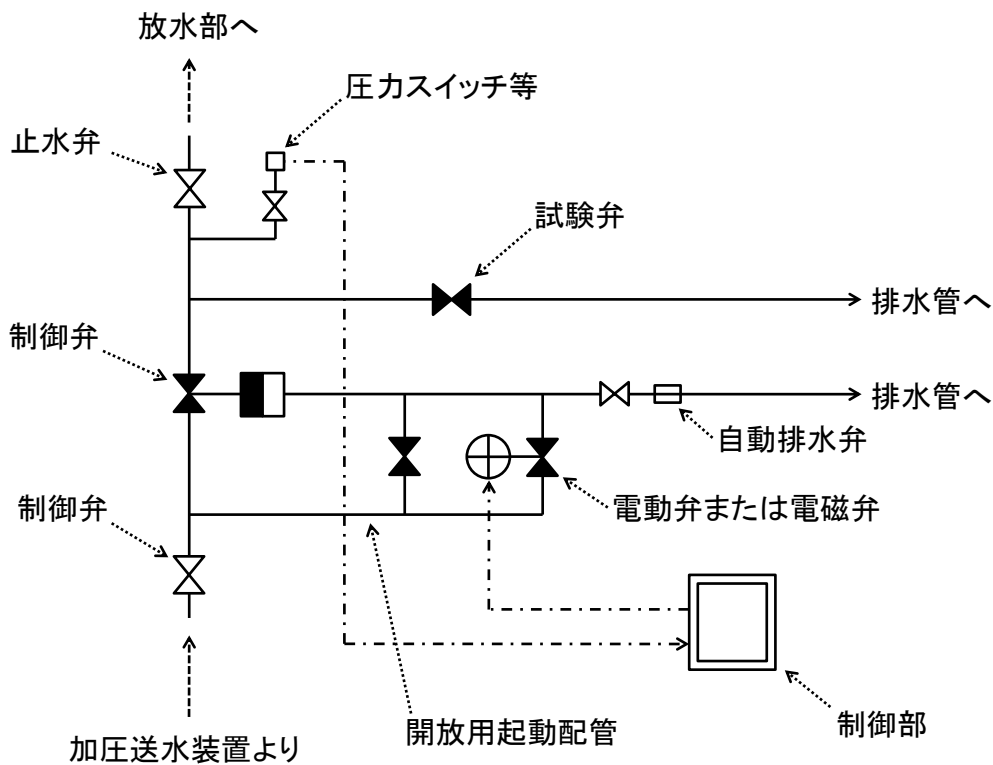 放水部へ
圧力スイッチ等
止水弁
試験弁
排水管へ
制御弁
排水管へ
自動排水弁
制御弁
電動弁または電磁弁
制御部
開放用起動配管
加圧送水装置より